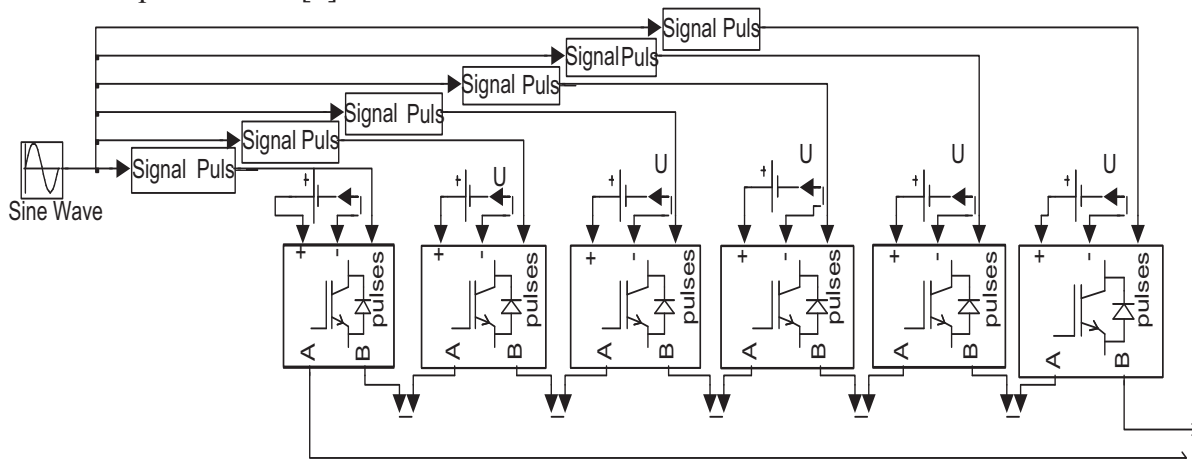 [
Signal Puls
Signal Puls
Signal Puls
Signal Puls
Signal Puls
Signal Puls
Sine Wave
U
U
U
U
U
+
+
+
+
+
+
+ - pulses
+ - pulses
+ - pulses
+ - pulses
+ - pulses
+ - pulses
A B
A B
A B
A B
A B
A B